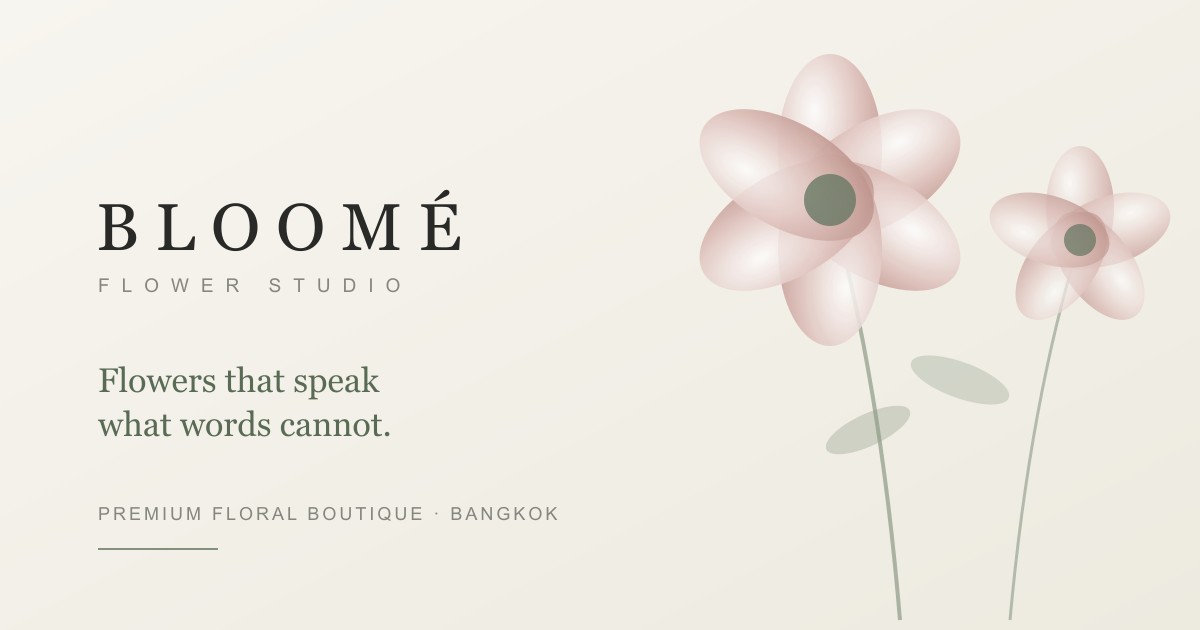 BLOOMÉ
FLOWER STUDIO
Flowers that speak
what words cannot.
PREMIUM FLORAL BOUTIQUE · BANGKOK